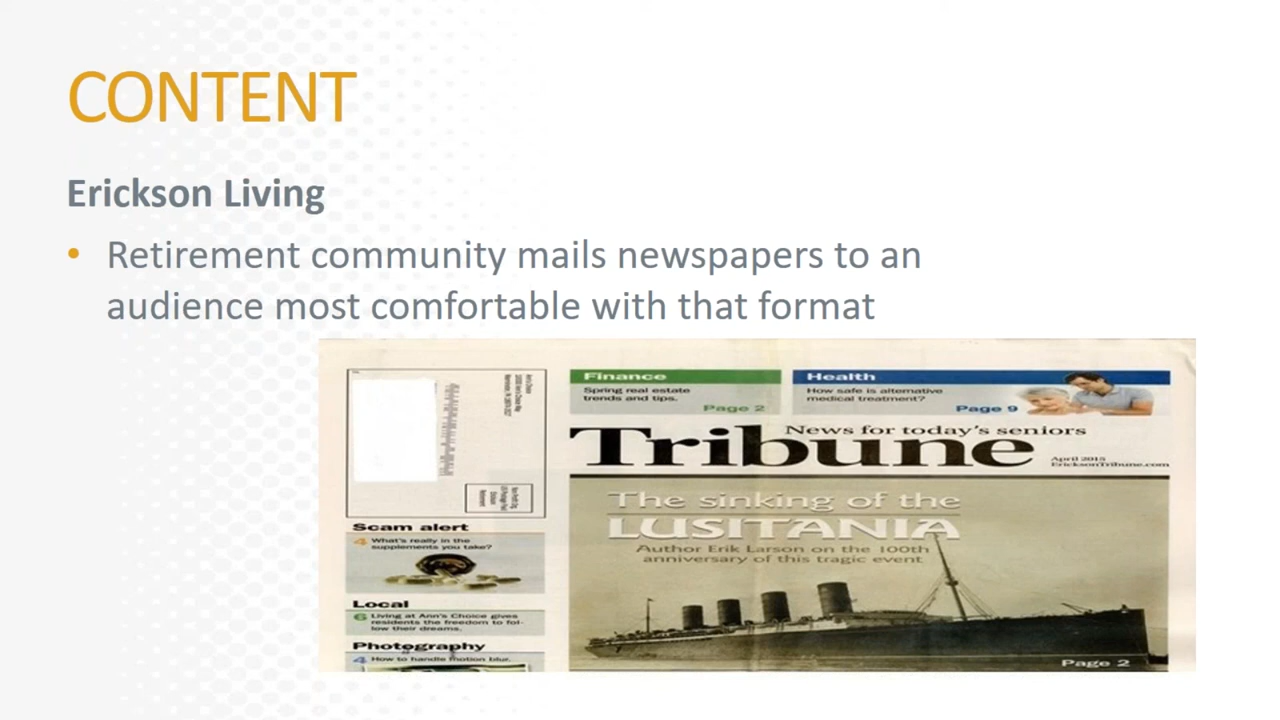 CONTENT
Erickson Living
• Retirement community mails newspapers to an
audience most comfortable with that format
Finance
Spring real estate
trends and tips.
Page 2
Health
How safe is alternative
medical treatment?
Page 9
News for today's seniors
Tribune
April 2015
EricksonTribune.com
The sinking of the
LUSITANIA
Author Erik Larson on the 100th
anniversary of this tragic event
Page 2
Scam alert
4 What's really in the
supplements you take?
Local
6 Living at Ann's Choice gives
residents the freedom to fol-
low their dreams.
Photography
4 How to handle motion blur.